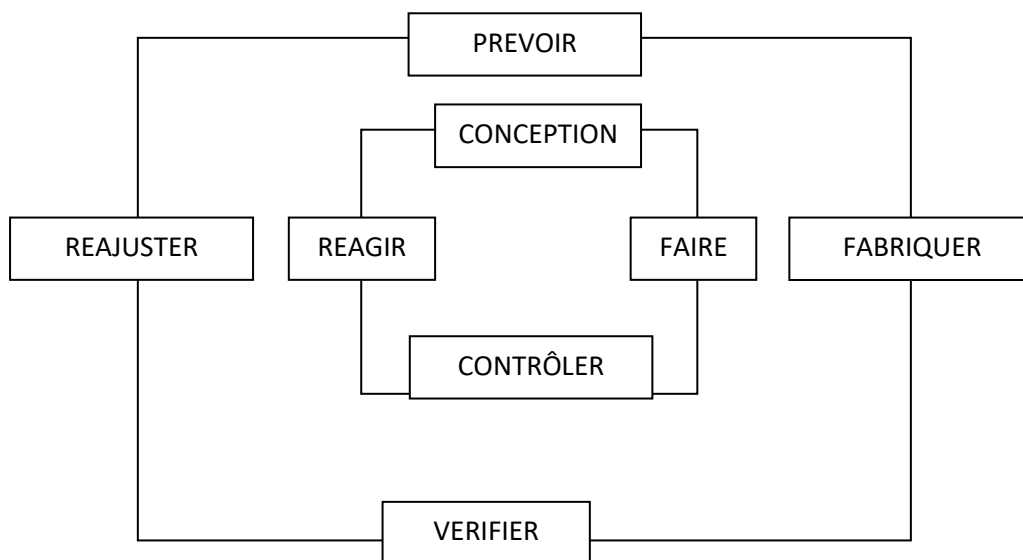 PREVOIR
CONCEPTION
REAJUSTER
REAGIR
FAIRE
FABRIQUER
CONTRÔLER
VERIFIER